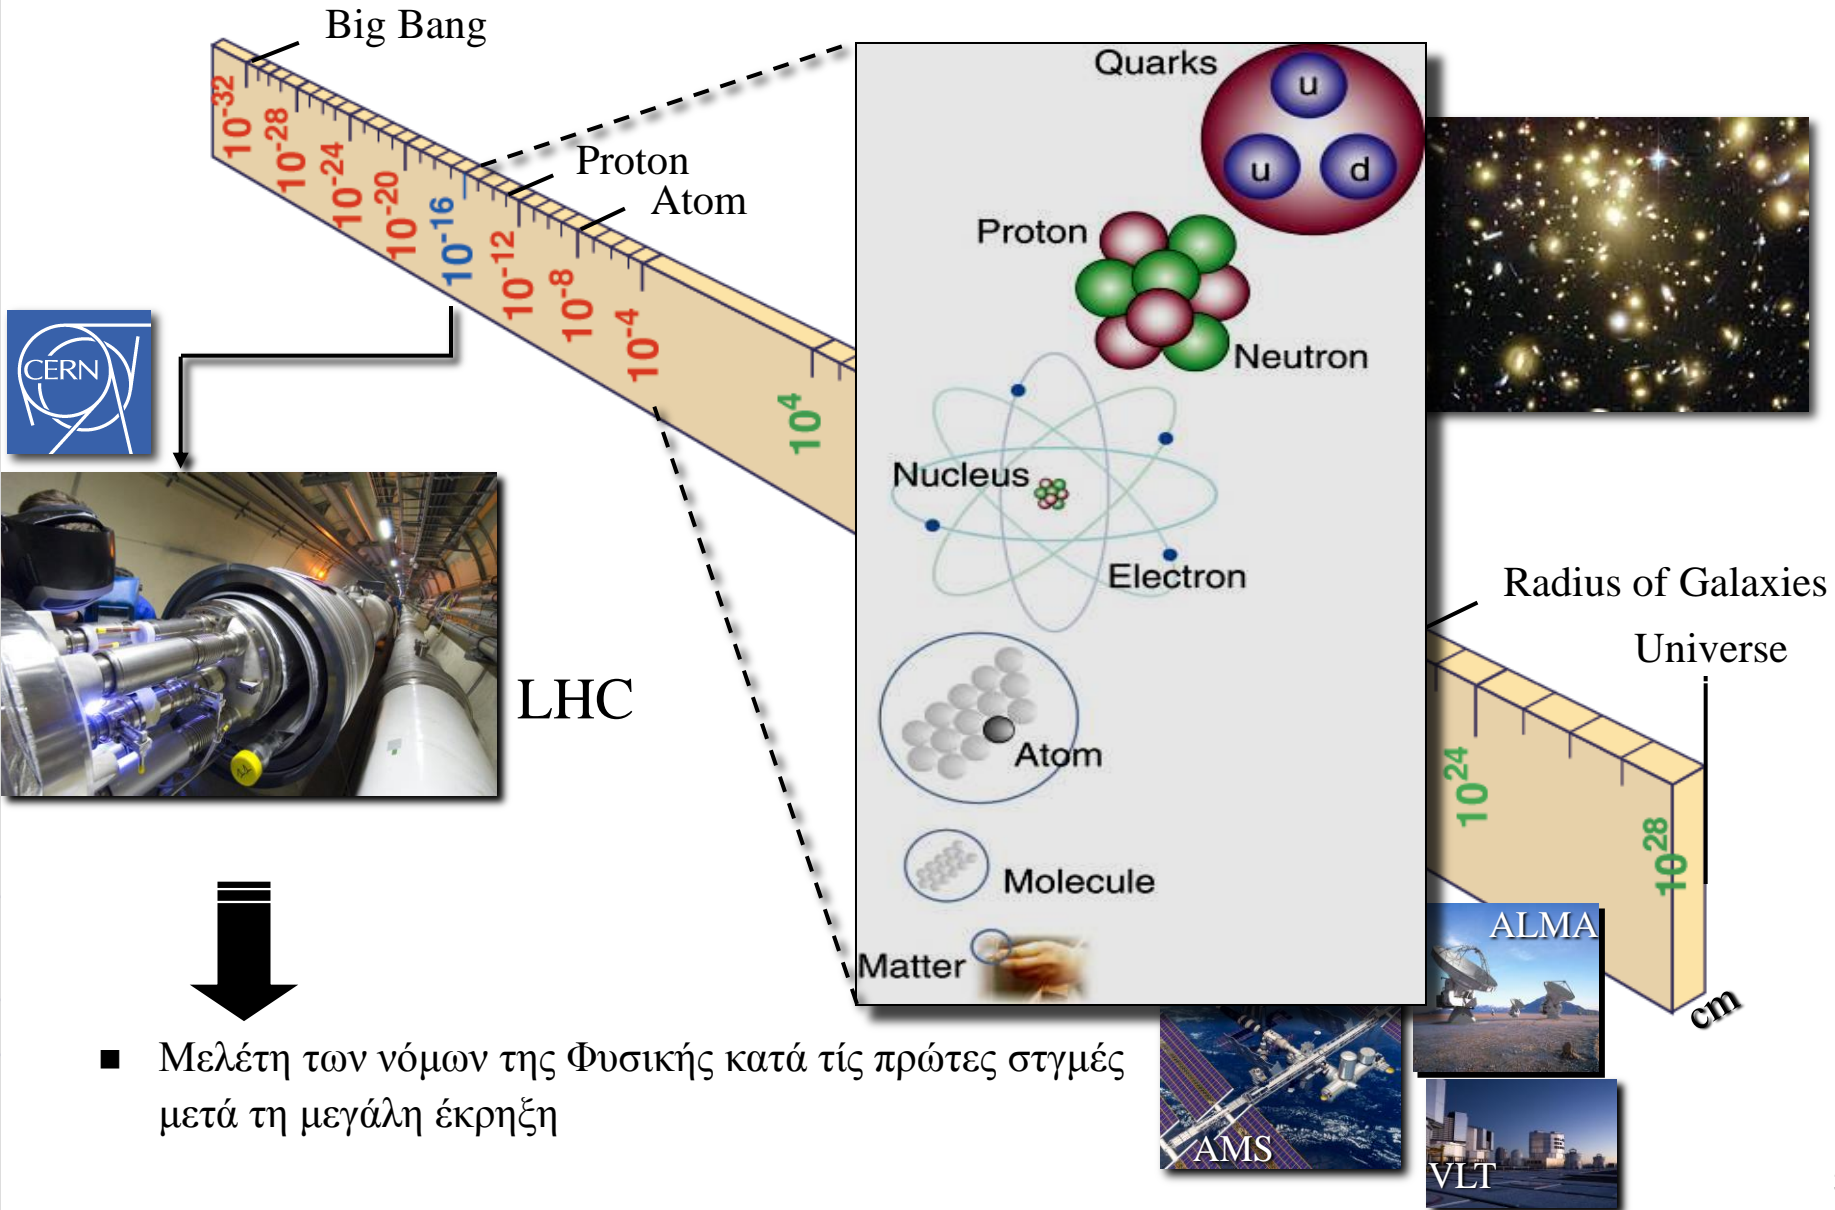 Big Bang
Proton
Atom
10-32
10-28
10-24
10-20
10-16
10-12
10-8
10-4
104
1024
1028
cm
Quarks
u
u
d
Proton
Neutron
Nucleus
Electron
Atom
Molecule
Matter
CERN
LHC
Radius of Galaxies
Universe
ALMA
AMS
VLT
■ Μελέτη των νόμων της Φυσικής κατά τίς πρώτες στγμές
μετά τη μεγάλη έκρηξη